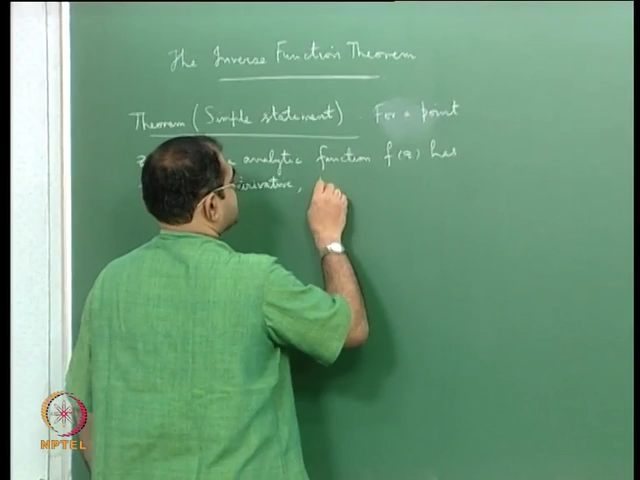 The Inverse Function Theorem
Theorem (Simple statement). For a point
analytic function f(z) has
derivative,
NPTEL